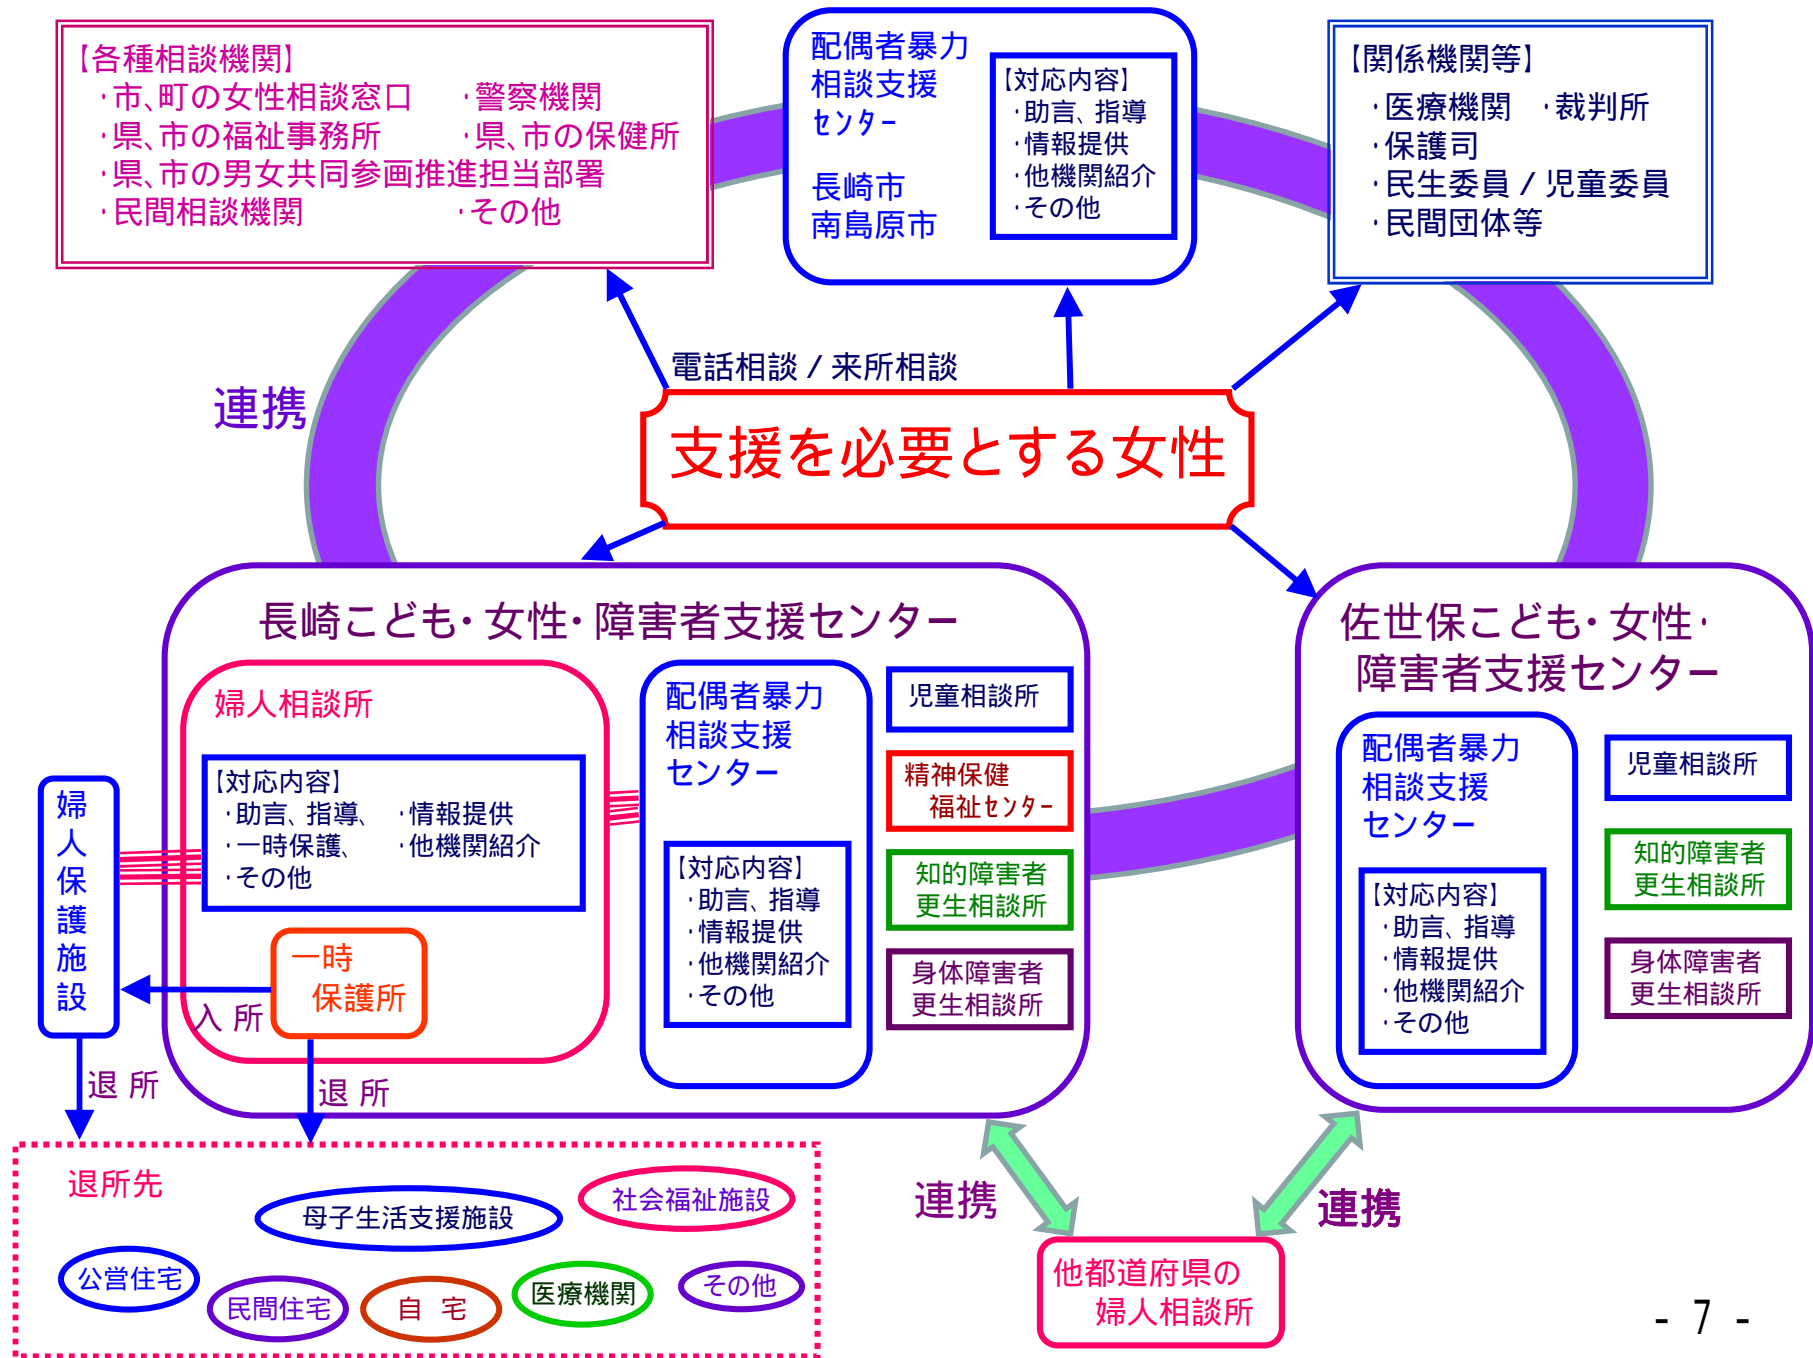 【各種相談機関】
・市、町の女性相談窓口　・警察機関
・県、市の福祉事務所　・県、市の保健所
・県、市の男女共同参画推進担当部署
・民間相談機関　・その他
配偶者暴力
相談支援
センター
長崎市
南島原市
【対応内容】
・助言、指導
・情報提供
・他機関紹介
・その他
【関係機関等】
・医療機関　・裁判所
・保護司
・民生委員/児童委員
・民間団体等
連携
電話相談/来所相談
支援を必要とする女性
長崎こども・女性・障害者支援センター
婦人相談所
【対応内容】
・助言、指導、　・情報提供
・一時保護、　・他機関紹介
・その他
一時
保護所
入所
婦人保護施設
退所
退所
配偶者暴力
相談支援
センター
【対応内容】
・助言、指導
・情報提供
・他機関紹介
・その他
児童相談所
精神保健
福祉センター
知的障害者
更生相談所
身体障害者
更生相談所
佐世保こども・女性・
障害者支援センター
配偶者暴力
相談支援
センター
【対応内容】
・助言、指導
・情報提供
・他機関紹介
・その他
児童相談所
知的障害者
更生相談所
身体障害者
更生相談所
退所先
母子生活支援施設
社会福祉施設
公営住宅
民間住宅
自宅
医療機関
その他
連携
連携
他都道府県の
婦人相談所
- 7 -